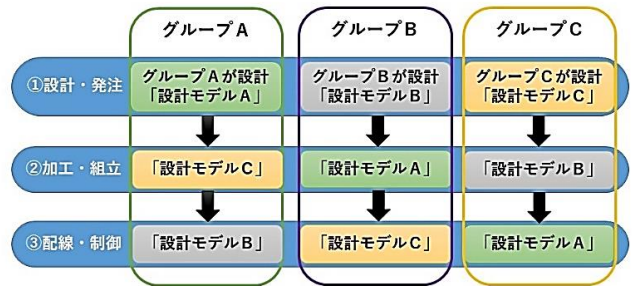 グループA
グループB
グループC
①設計・発注
グループAが設計
「設計モデルA」
グループBが設計
「設計モデルB」
グループCが設計
「設計モデルC」
②加工・組立
「設計モデルC」
「設計モデルA」
「設計モデルB」
③配線・制御
「設計モデルB」
「設計モデルC」
「設計モデルA」